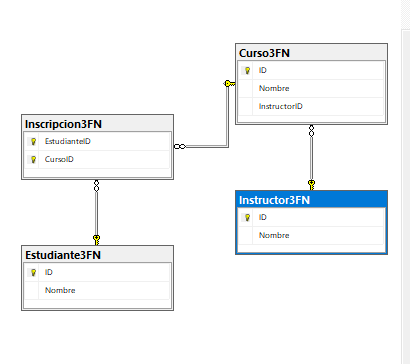 Curso3FN
ID
Nombre
InstructorID
Inscripcion3FN
EstudianteID
CursoID
Instructor3FN
ID
Nombre
Estudiante3FN
ID
Nombre